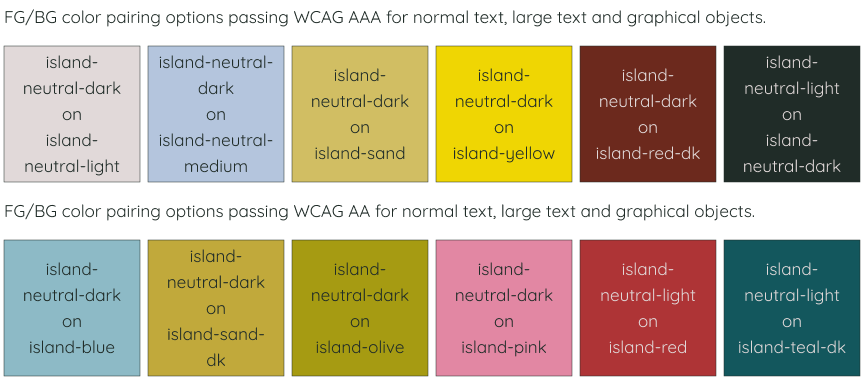 FG/BG color pairing options passing WCAG AAA for normal text, large text and graphical objects.
island-
neutral-dark
on
island-
neutral-light
island-neutral-
dark
on
island-neutral-
medium
island-
neutral-dark
on
island-sand
island-
neutral-dark
on
island-yellow
island-
neutral-dark
on
island-red-dk
island-
neutral-light
on
island-
neutral-dark
FG/BG color pairing options passing WCAG AA for normal text, large text and graphical objects.
island-
neutral-dark
on
island-blue
island-
neutral-dark
on
island-sand-
dk
island-
neutral-dark
on
island-olive
island-
neutral-dark
on
island-pink
island-
neutral-light
on
island-red
island-
neutral-light
on
island-teal-dk